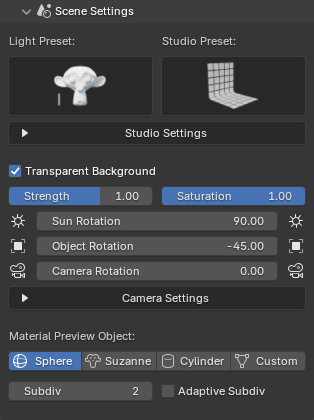 Scene Settings
Light Preset: Studio Preset:
Studio Settings
Transparent Background
Strength 1.00 Saturation 1.00
Sun Rotation 90.00
Object Rotation -45.00
Camera Rotation 0.00
Camera Settings
Material Preview Object:
Sphere Suzanne Cylinder Custom
Subdiv 2 Adaptive Subdiv